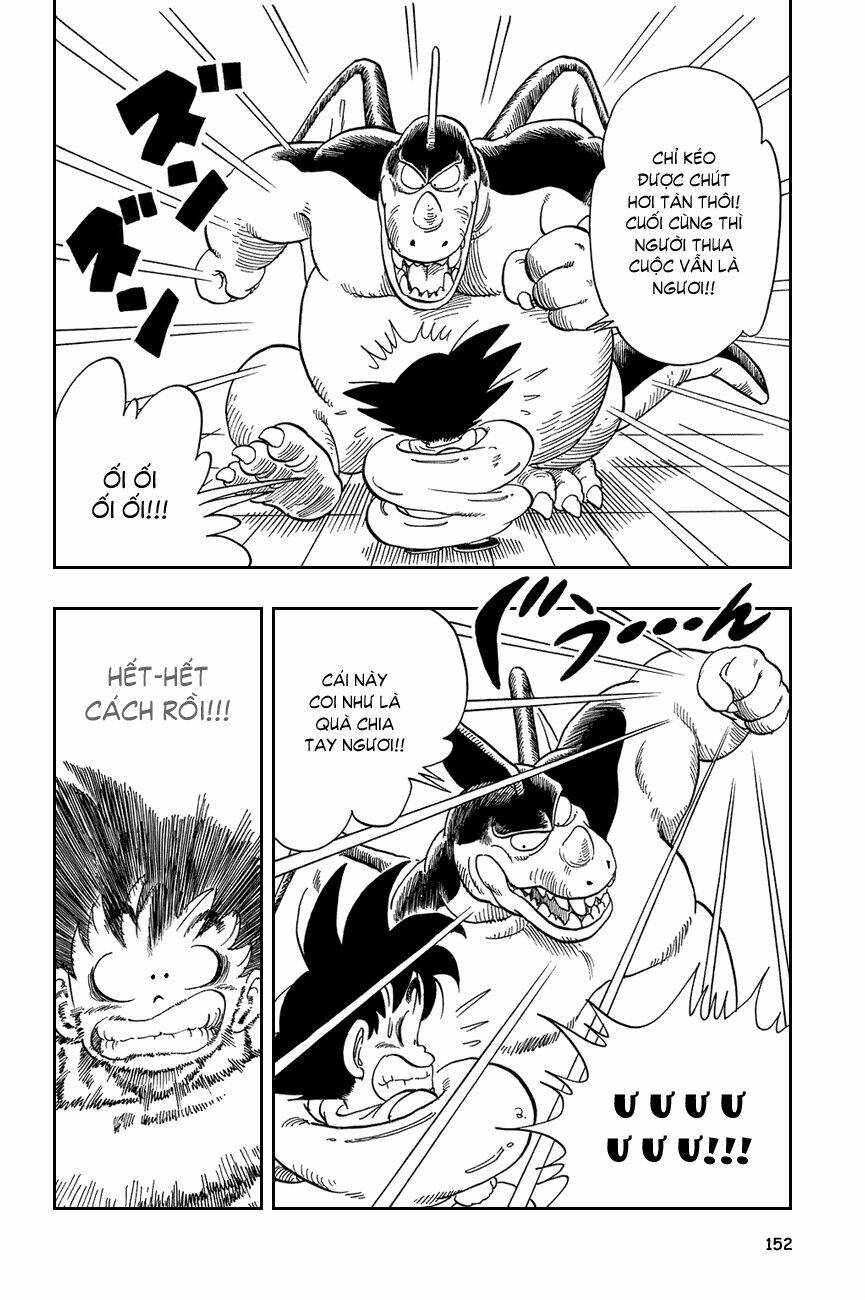 ズン
ズン
CHỈ KÉO
ĐƯỢC CHÚT
HƠI TÀN THÔI!
CUỐI CÙNG THÌ
NGƯỜI THUA
CUỘC VẪN LÀ
NGƯƠI!!
ỐI ỐI
ỐI ỐI!!!
HẾT-HẾT
CÁCH RỒI!!!
CÁI NÀY
COI NHƯ LÀ
QUÀ CHIA
TAY NGƯƠI!!
ぐう…ん
Ư Ư Ư Ư
Ư Ư Ư!!!
152